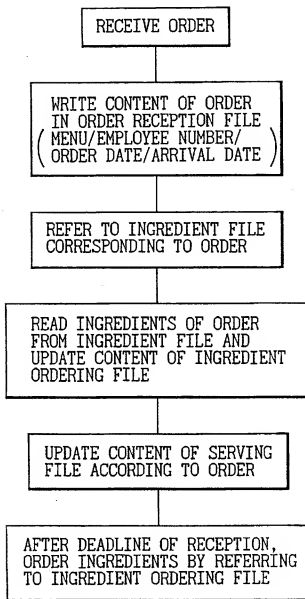 RECEIVE ORDER
WRITE CONTENT OF ORDER
IN ORDER RECEPTION FILE
(MENU/EMPLOYEE NUMBER/
ORDER DATE/ARRIVAL DATE)
REFER TO INGREDIENT FILE
CORRESPONDING TO ORDER
READ INGREDIENTS OF ORDER
FROM INGREDIENT FILE AND
UPDATE CONTENT OF INGREDIENT
ORDERING FILE
UPDATE CONTENT OF SERVING
FILE ACCORDING TO ORDER
AFTER DEADLINE OF RECEPTION,
ORDER INGREDIENTS BY REFERRING
TO INGREDIENT ORDERING FILE